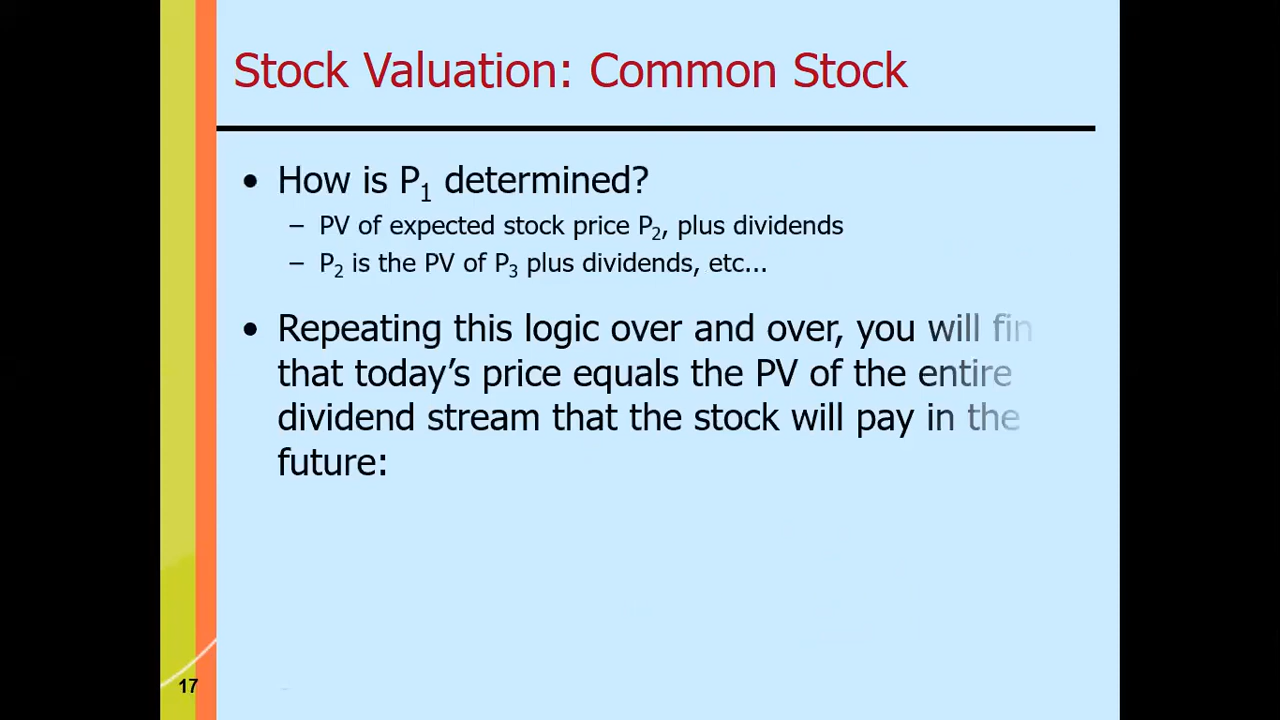 Stock Valuation: Common Stock
• How is P₁ determined?
– PV of expected stock price P₂, plus dividends
– P₂ is the PV of P₃ plus dividends, etc...
• Repeating this logic over and over, you will fin
that today’s price equals the PV of the entire
dividend stream that the stock will pay in the
future:
17